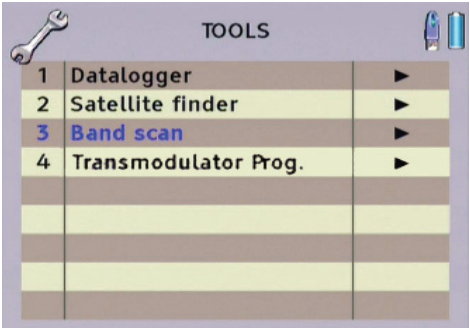 TOOLS
1 Datalogger ►
2 Satellite finder ►
3 Band scan ►
4 Transmodulator Prog. ►